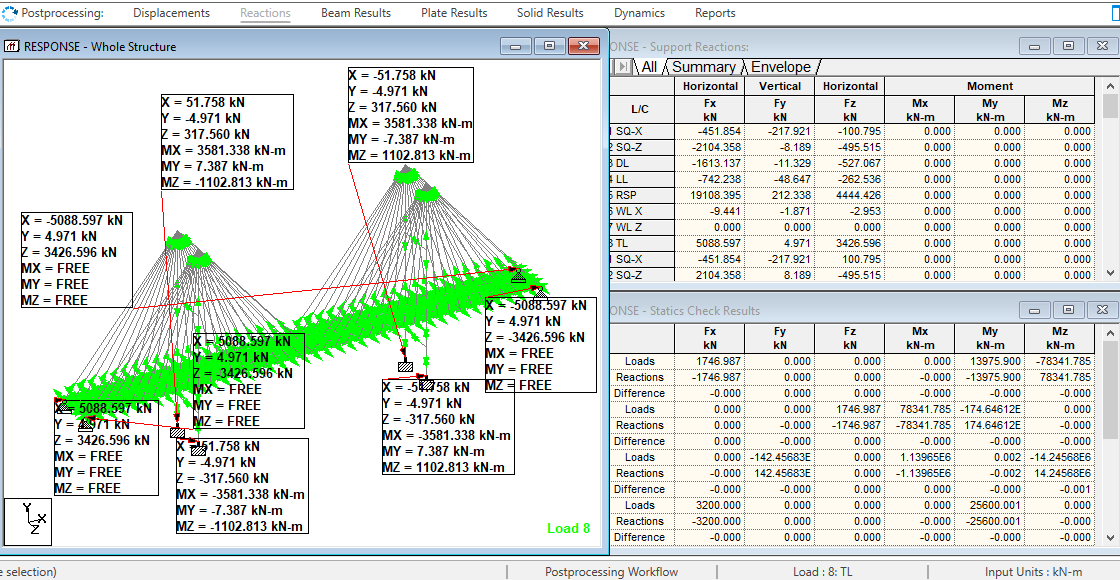 Postprocessing: Displacements Reactions Beam Results Plate Results Solid Results Dynamics Reports
RESPONSE - Whole Structure
X = -51.758 kN
Y = -4.971 kN
Z = 317.560 kN
MX = 3581.338 kN-m
MY = -7.387 kN-m
MZ = 1102.813 kN-m
X = 51.758 kN
Y = -4.971 kN
Z = 317.560 kN
MX = 3581.338 kN-m
MY = 7.387 kN-m
MZ = -1102.813 kN-m
X = -5088.597 kN
Y = 4.971 kN
Z = 3426.596 kN
MX = FREE
MY = FREE
MZ = FREE
X = -5088.597 kN
Y = 4.971 kN
Z = -3426.596 kN
MX = FREE
MY = FREE
MZ = FREE
X = 5088.597 kN
Y = 4.971 kN
Z = -3426.596 kN
MX = FREE
MY = FREE
MZ = FREE
X = -51.758 kN
Y = -4.971 kN
Z = -317.560 kN
MX = -3581.338 kN-m
MY = 7.387 kN-m
MZ = 1102.813 kN-m
X = 5088.597 kN
Y = 4.971 kN
Z = 3426.596 kN
MX = FREE
MY = FREE
MZ = FREE
X = 51.758 kN
Y = -4.971 kN
Z = -317.560 kN
MX = -3581.338 kN-m
MY = -7.387 kN-m
MZ = -1102.813 kN-m
Y
X
Z
Load 8
ONSE - Support Reactions:
All Summary Envelope
Horizontal Vertical Horizontal Moment
L/C Fx kN Fy kN Fz kN Mx kN-m My kN-m Mz kN-m
1 SQ-X -451.854 -217.921 -100.795 0.000 0.000 0.000
2 SQ-Z -2104.358 -8.189 -495.515 0.000 0.000 0.000
3 DL -1613.137 -11.329 -527.067 0.000 0.000 0.000
4 LL -742.238 -48.647 -262.536 0.000 0.000 0.000
5 RSP 19108.395 212.338 4444.426 0.000 0.000 0.000
6 WL X -9.441 -1.871 -2.953 0.000 0.000 0.000
7 WL Z 0.000 0.000 0.000 0.000 0.000 0.000
8 TL 5088.597 4.971 3426.596 0.000 0.000 0.000
1 SQ-X -451.854 -217.921 100.795 0.000 0.000 0.000
2 SQ-Z 2104.358 8.189 -495.515 0.000 0.000 0.000
ONSE - Statics Check Results
Fx kN Fy kN Fz kN Mx kN-m My kN-m Mz kN-m
Loads 1746.987 0.000 0.000 0.000 13975.900 -78341.785
Reactions -1746.987 0.000 0.000 -0.000 -13975.900 78341.785
Difference -0.000 0.000 0.000 -0.000 -0.000 0.000
Loads 0.000 0.000 1746.987 78341.785 -174.64612E 0.000
Reactions 0.000 0.000 -1746.987 -78341.785 174.64612E -0.000
Difference 0.000 0.000 -0.000 -0.000 0.000 -0.000
Loads 0.000 -142.45683E 0.000 1.13965E6 0.002 -14.24568E6
Reactions -0.000 142.45683E 0.000 -1.13965E6 -0.002 14.24568E6
Difference -0.000 0.000 0.000 -0.000 -0.000 -0.001
Loads 3200.000 0.000 0.000 0.000 25600.001 0.000
Reactions -3200.000 0.000 0.000 -0.000 -25600.001 -0.000
Difference -0.000 0.000 0.000 -0.000 -0.000 -0.000
e selection) Postprocessing Workflow Load : 8: TL Input Units : kN-m